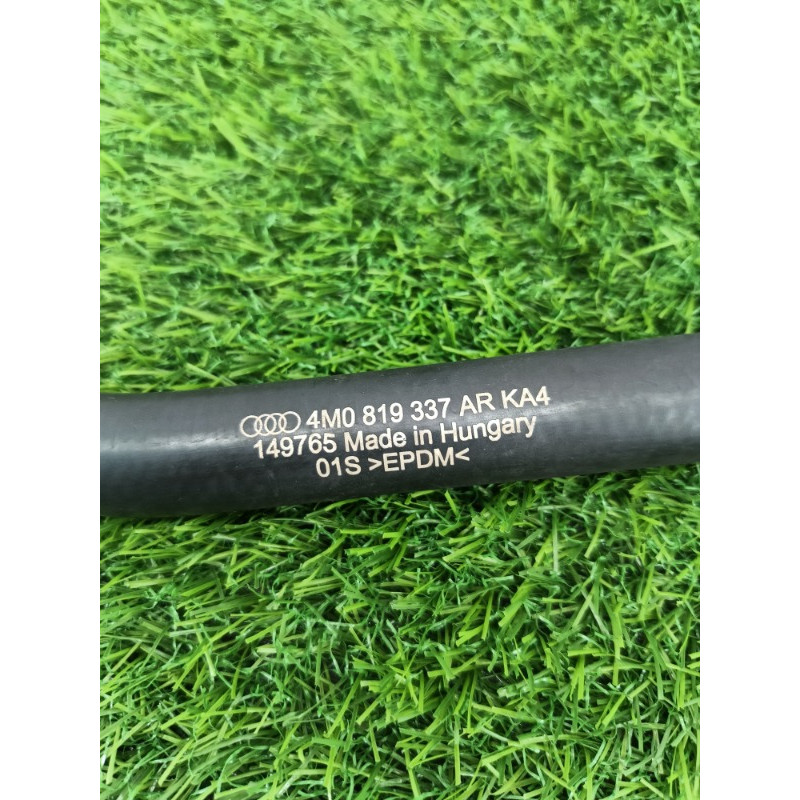 4M0 819 337 AR KA4
149765 Made in Hungary
01S >EPDM<